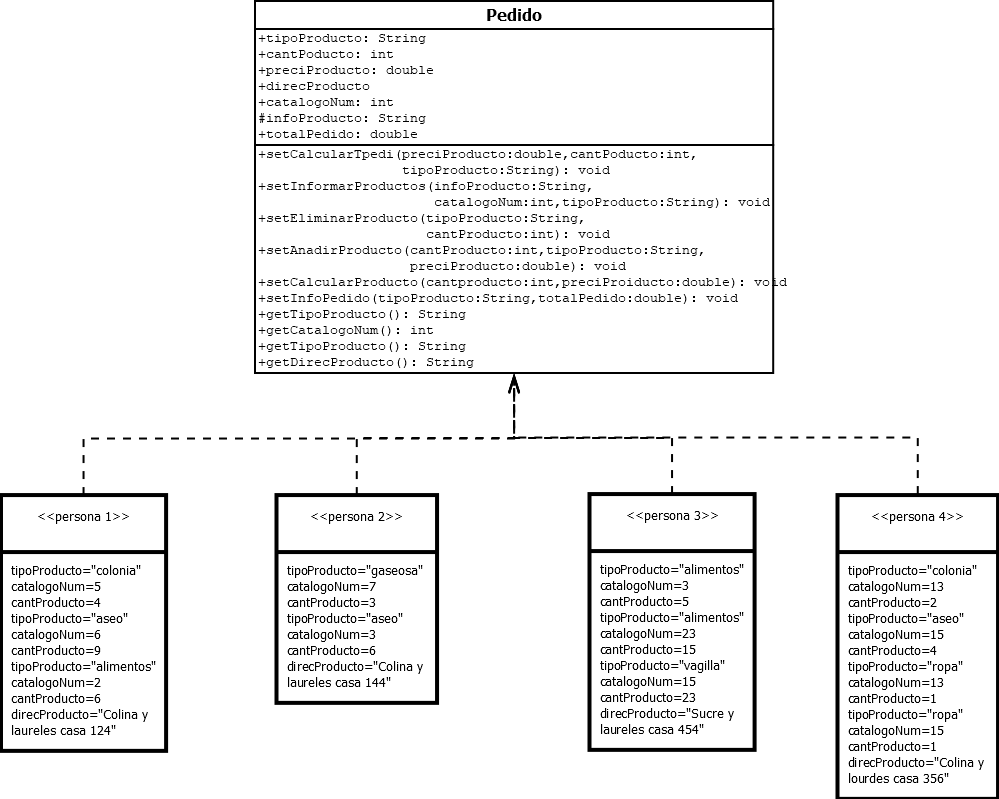 Pedido
+tipoProducto: String
+cantPoducto: int
+preciProducto: double
+direcProducto
+catalogoNum: int
#infoProducto: String
+totalPedido: double
+setCalcularTpedi(preciProducto:double,cantPoducto:int,
tipoProducto:String): void
+setInformarProductos(infoProducto:String,
catalogoNum:int,tipoProducto:String): void
+setEliminarProducto(tipoProducto:String,
cantProducto:int): void
+setAnadirProducto(cantProducto:int,tipoProducto:String,
preciProducto:double): void
+setCalcularProducto(cantproducto:int,preciProiducto:double): void
+setInfoPedido(tipoProducto:String,totalPedido:double): void
+getTipoProducto(): String
+getCatalogoNum(): int
+getTipoProducto(): String
+getDirecProducto(): String
<<persona 1>>
tipoProducto="colonia"
catalogoNum=5
cantProducto=4
tipoProducto="aseo"
catalogoNum=6
cantProducto=9
tipoProducto="alimentos"
catalogoNum=2
cantProducto=6
direcProducto="Colina y
laureles casa 124"
<<persona 2>>
tipoProducto="gaseosa"
catalogoNum=7
cantProducto=3
tipoProducto="aseo"
catalogoNum=3
cantProducto=6
direcProducto="Colina y
laureles casa 144"
<<persona 3>>
tipoProducto="alimentos"
catalogoNum=3
cantProducto=5
tipoProducto="alimentos"
catalogoNum=23
cantProducto=15
tipoProducto="vagilla"
catalogoNum=15
cantProducto=23
direcProducto="Sucre y
laureles casa 454"
<<persona 4>>
tipoProducto="colonia"
catalogoNum=13
cantProducto=2
tipoProducto="aseo"
catalogoNum=15
cantProducto=4
tipoProducto="ropa"
catalogoNum=13
cantProducto=1
tipoProducto="ropa"
catalogoNum=15
cantProducto=1
direcProducto="Colina y
lourdes casa 356"